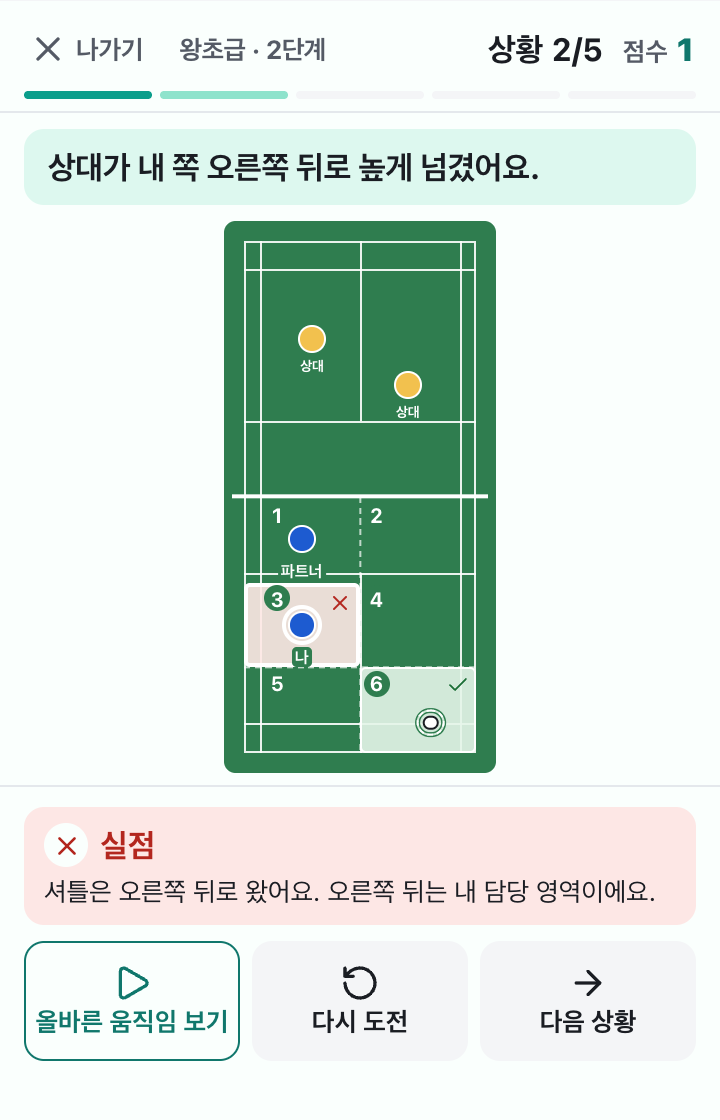 나가기
왕초급 · 2단계
상황 2/5
점수 1
상대가 내 쪽 오른쪽 뒤로 높게 넘겼어요.
상대
상대
1
2
파트너
3
4
나
5
6
실점
셔틀은 오른쪽 뒤로 왔어요. 오른쪽 뒤는 내 담당 영역이에요.
올바른 움직임 보기
다시 도전
다음 상황